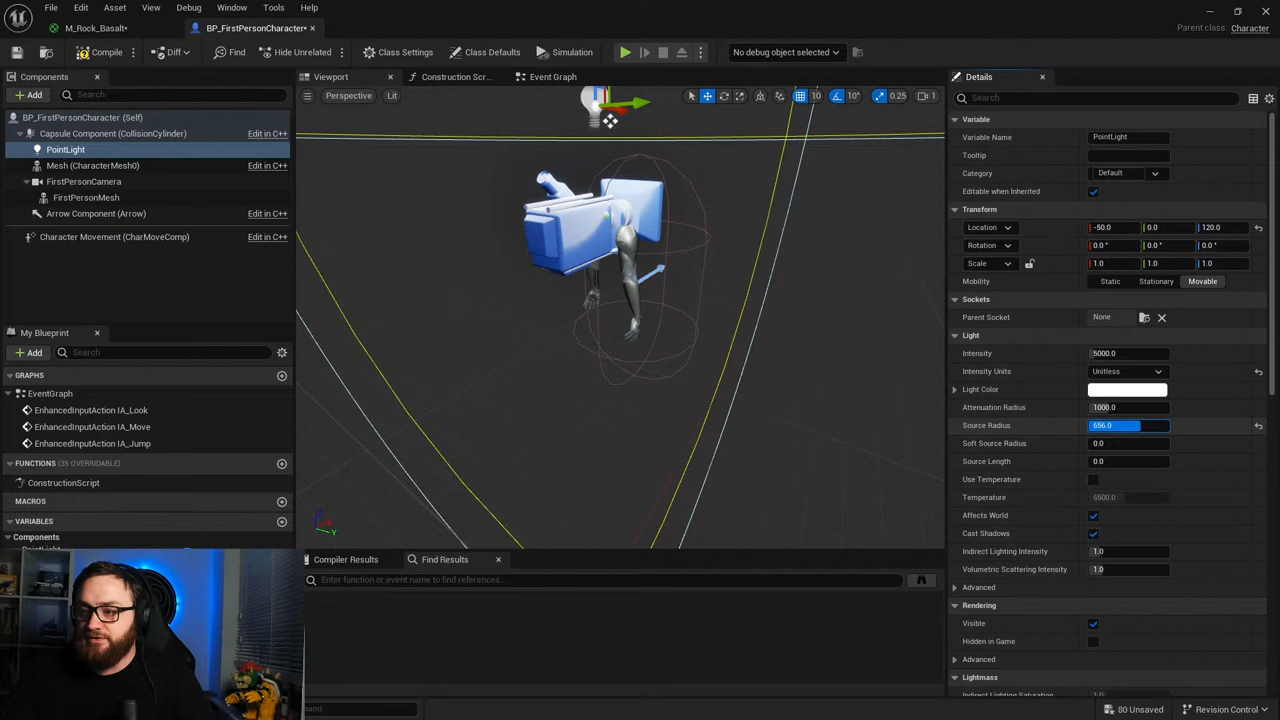 File Edit Asset View Debug Window Tools Help
M_Rock_Basalt*
BP_FirstPersonCharacter*
Parent class: Character
Compile
Diff
Find
Hide Unrelated
Class Settings
Class Defaults
Simulation
No debug object selected
Components
Add
Search
BP_FirstPersonCharacter (Self)
Capsule Component (CollisionCylinder) Edit in C++
PointLight
Mesh (CharacterMesh0) Edit in C++
FirstPersonCamera
FirstPersonMesh
Arrow Component (Arrow) Edit in C++
Character Movement (CharMoveComp) Edit in C++
My Blueprint
Add
Search
GRAPHS
EventGraph
EnhancedInputAction IA_Look
EnhancedInputAction IA_Move
EnhancedInputAction IA_Jump
FUNCTIONS (35 OVERRIDABLE)
ConstructionScript
MACROS
VARIABLES
Components
Viewport
Construction Scr...
Event Graph
Perspective
Lit
10
10°
0.25
1
Compiler Results
Find Results
Enter function or event name to find references...
Details
Search
Variable
Variable Name PointLight
Tooltip
Category Default
Editable when Inherited
Transform
Location -50.0 0.0 120.0
Rotation 0.0 ° 0.0 ° 0.0 °
Scale 1.0 1.0 1.0
Mobility Static Stationary Movable
Sockets
Parent Socket None
Light
Intensity 5000.0
Intensity Units Unitless
Light Color
Attenuation Radius 1000.0
Source Radius 656.0
Soft Source Radius 0.0
Source Length 0.0
Use Temperature
Temperature 6500.0
Affects World
Cast Shadows
Indirect Lighting Intensity 1.0
Volumetric Scattering Intensity 1.0
Advanced
Rendering
Visible
Hidden in Game
Advanced
Lightmass
80 Unsaved
Revision Control